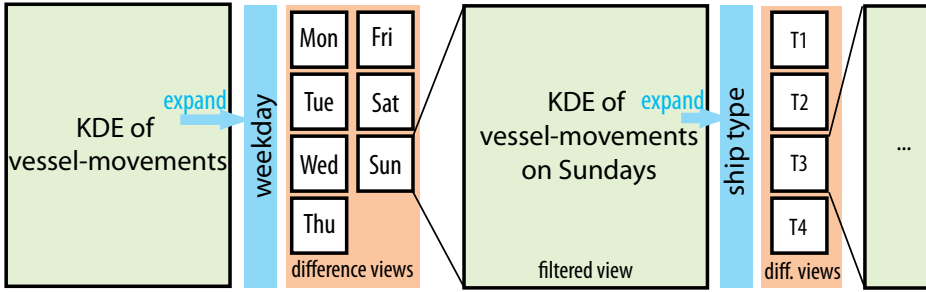 KDE of
vessel-movements
expand
weekday
Mon
Fri
Tue
Sat
Wed
Sun
Thu
difference views
KDE of
vessel-movements
on Sundays
expand
filtered view
ship type
T1
T2
T3
T4
diff. views
...